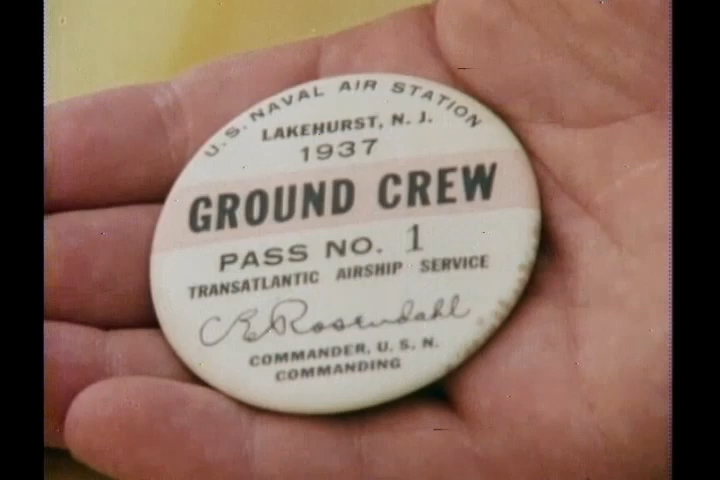 U.S. NAVAL AIR STATION
LAKEHURST, N. J.
1937
GROUND CREW
PASS NO. 1
TRANSATLANTIC AIRSHIP SERVICE
C E Rosendahl
COMMANDER, U. S. N.
COMMANDING